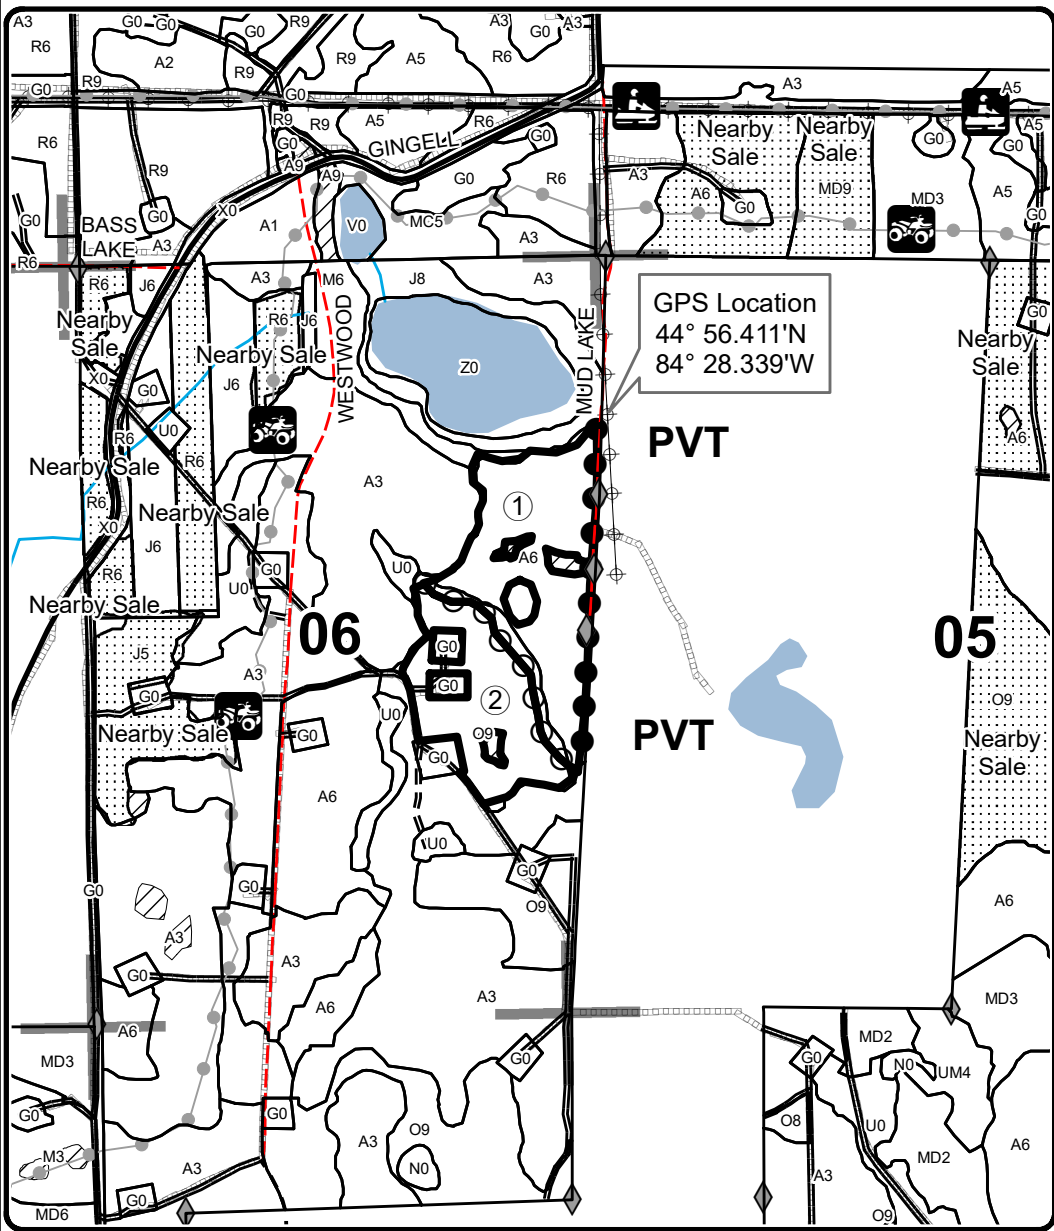 A3
G0
G0
R9
A3
A3
R6
G0
G0
A2
R9
A5
R6
R9
R9
G0
G0
A3
A5
R9
R9
A5
R6
A5
R6
G0
GINGELL
G0
Nearby
Sale
Nearby
Sale
G0
G0
R9
A9
A9
G0
R6
A3
A6
MD9
MD3
A5
G0
G0
X0
A1
V0
MC5
G0
G0
BASS
LAKE
A3
A3
R6
R6
J6
A3
M6
J8
A3
GPS Location
44° 56.411'N
84° 28.339'W
G0
Nearby
Sale
R6
J6
Nearby Sale
WESTWOOD
MUD LAKE
Nearby
Sale
X0
G0
J6
Z0
U0
R6
PVT
A6
Nearby Sale
R6
A3
R6
Nearby Sale
1
X0
J6
A6
R6
G0
U0
U0
Nearby Sale
06
05
J5
G0
A3
G0
G0
2
O9
U0
PVT
Nearby Sale
G0
O9
G0
Nearby
Sale
A6
U0
G0
G0
G0
O9
A6
A3
A3
G0
A3
A6
MD3
A6
MD2
MD3
G0
G0
N0
UM4
G0
G0
O8
U0
A6
M3
A3
O9
MD2
A3
N0
A3
G0
MD6
O9